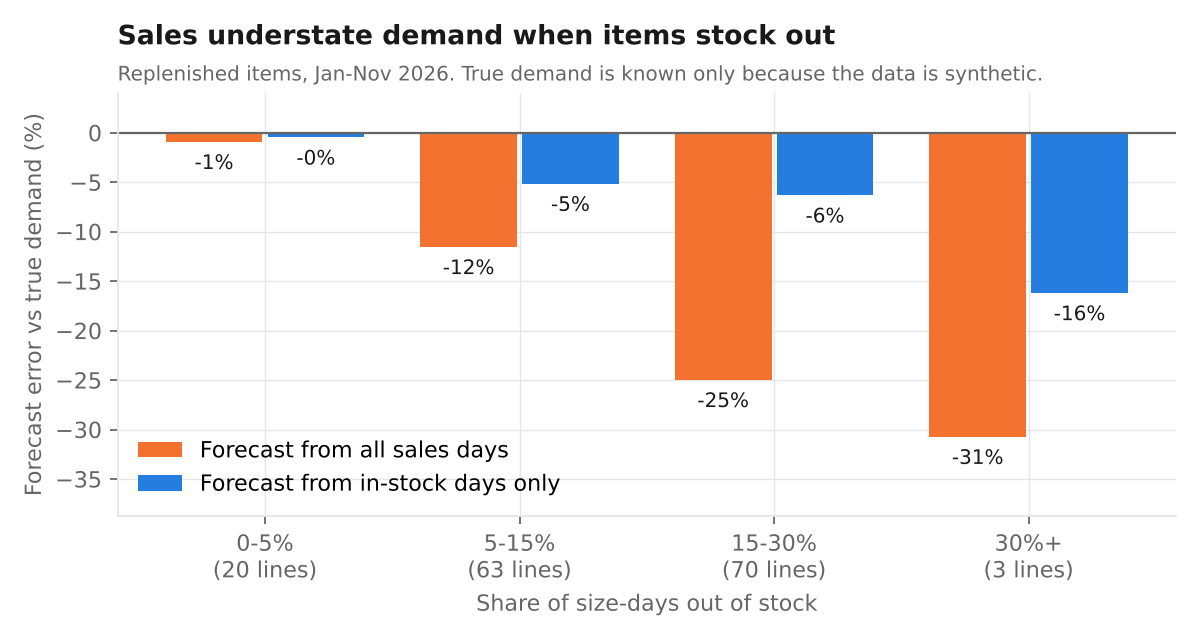 Sales understate demand when items stock out
Replenished items, Jan-Nov 2026. True demand is known only because the data is synthetic.
Forecast error vs true demand (%)
0
−5
−10
−15
−20
−25
−30
−35
-1%
-0%
-12%
-5%
-25%
-6%
-31%
-16%
Forecast from all sales days
Forecast from in-stock days only
0-5%
(20 lines)
5-15%
(63 lines)
15-30%
(70 lines)
30%+
(3 lines)
Share of size-days out of stock